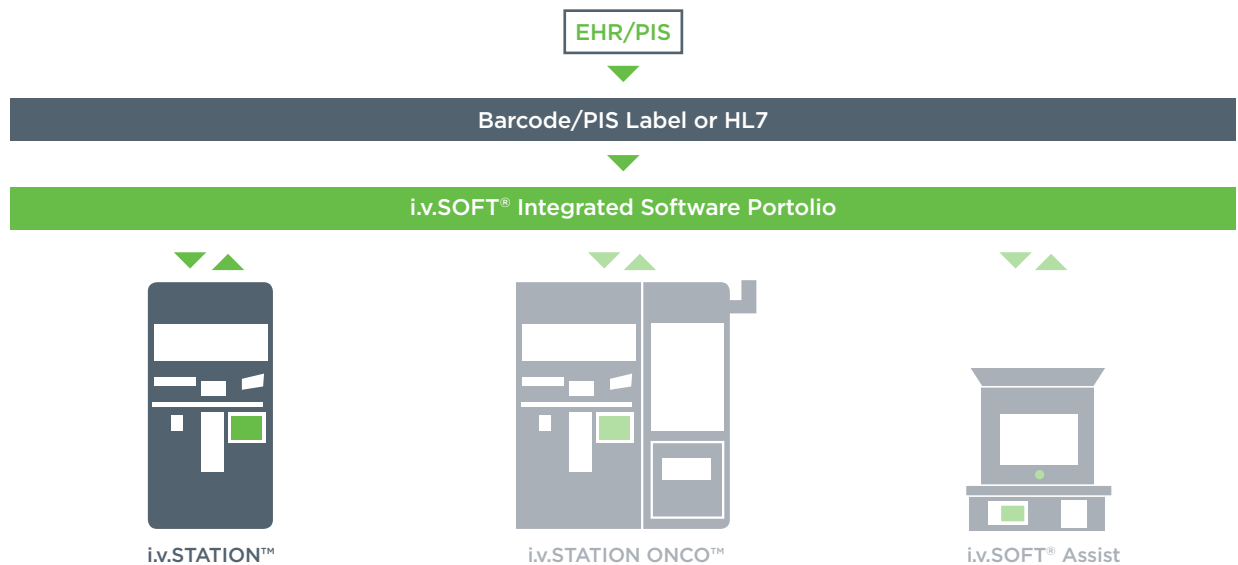 EHR/PIS
Barcode/PIS Label or HL7
i.v.SOFT® Integrated Software Portolio
i.v.STATION™
i.v.STATION ONCO™
i.v.SOFT® Assist